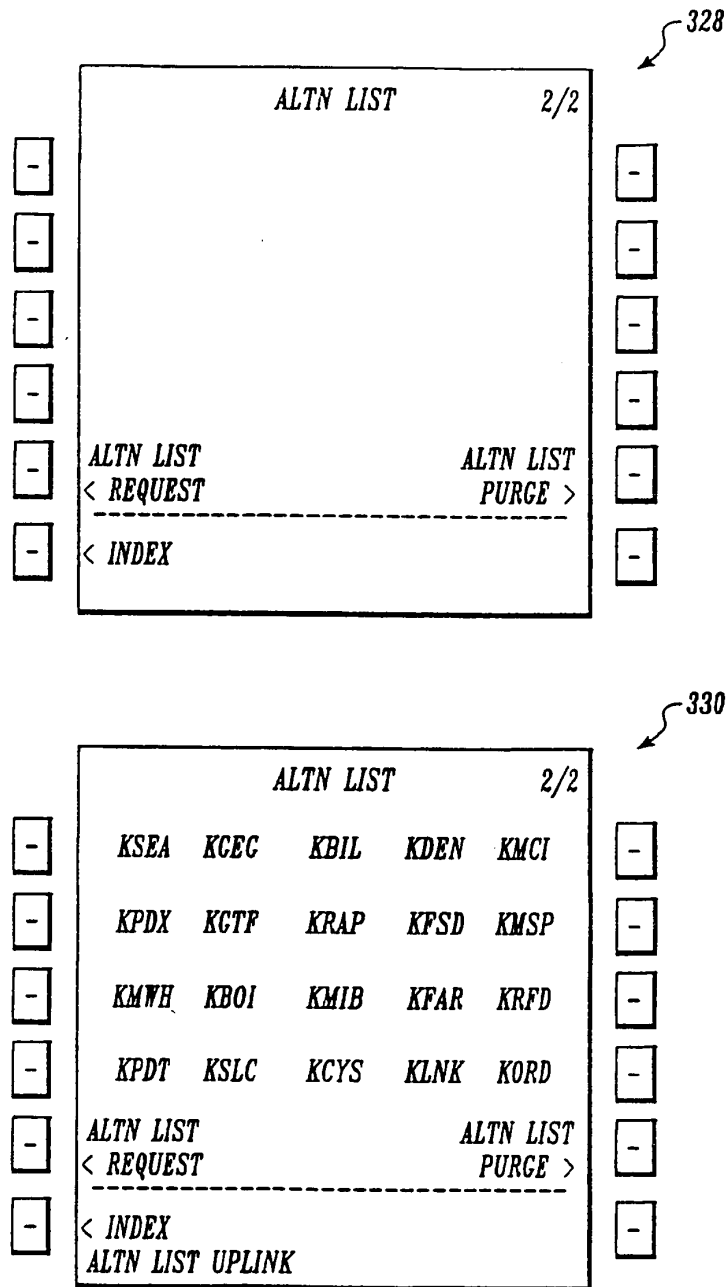 328
ALTN LIST 2/2
ALTN LIST ALTN LIST
< REQUEST PURGE >
< INDEX
330
ALTN LIST 2/2
KSEA KGEG KBIL KDEN KMCI
KPDX KGTF KRAP KFSD KMSP
KMWH KBOI KMIB KFAR KRFD
KPDT KSLC KCYS KLNK KORD
ALTN LIST ALTN LIST
< REQUEST PURGE >
< INDEX
ALTN LIST UPLINK